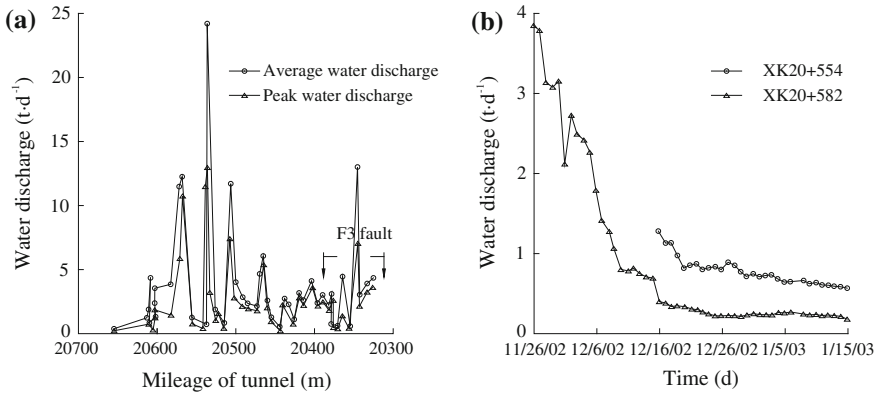 (a)
Water discharge (t·d⁻¹)
25
20
15
10
5
0
Average water discharge
Peak water discharge
F3 fault
20700
20600
20500
20400
20300
Mileage of tunnel (m)
(b)
Water discharge (t·d⁻¹)
4
3
2
1
0
XK20+554
XK20+582
11/26/02
12/6/02
12/16/02
12/26/02
1/5/03
1/15/03
Time (d)